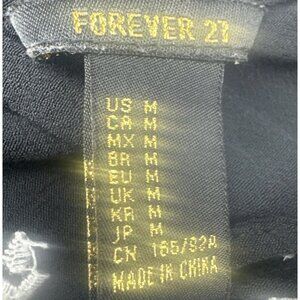 FOREVER 21
US M
CA M
MX M
BR M
EU M
UK M
KR M
JP M
CN 165/92A
MADE IN CHINA